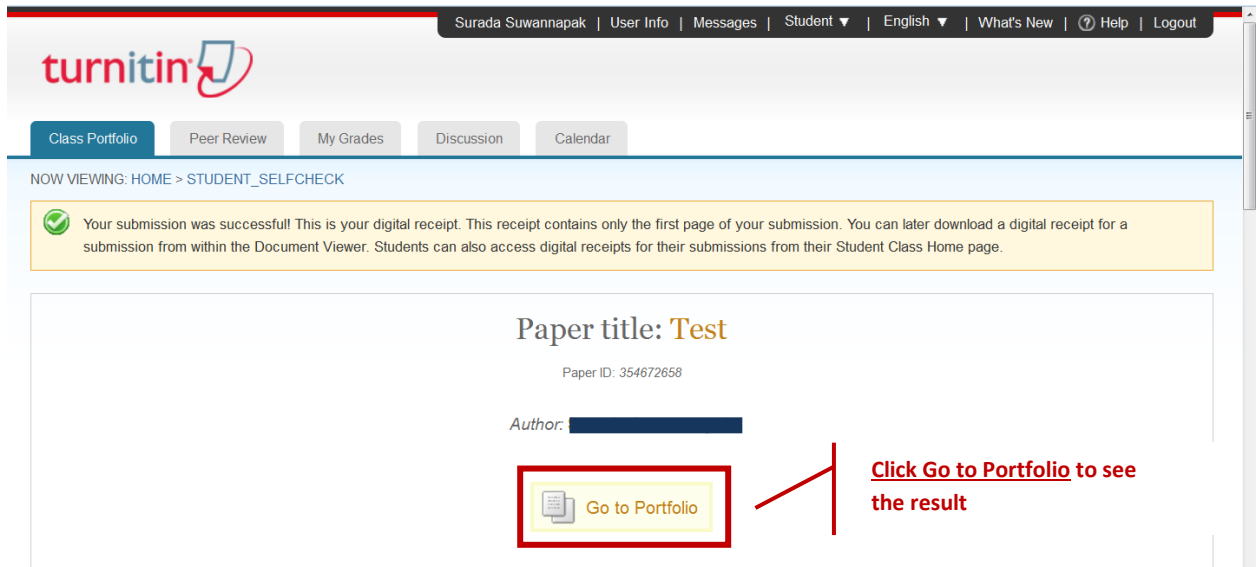 Surada Suwannapak | User Info | Messages | Student ▼ | English ▼ | What's New | ? Help | Logout
turnitin
Class Portfolio Peer Review My Grades Discussion Calendar
NOW VIEWING: HOME > STUDENT_SELFCHECK
Your submission was successful! This is your digital receipt. This receipt contains only the first page of your submission. You can later download a digital receipt for a
submission from within the Document Viewer. Students can also access digital receipts for their submissions from their Student Class Home page.
Paper title: Test
Paper ID: 354672658
Author:
Click Go to Portfolio to see
the result
Go to Portfolio